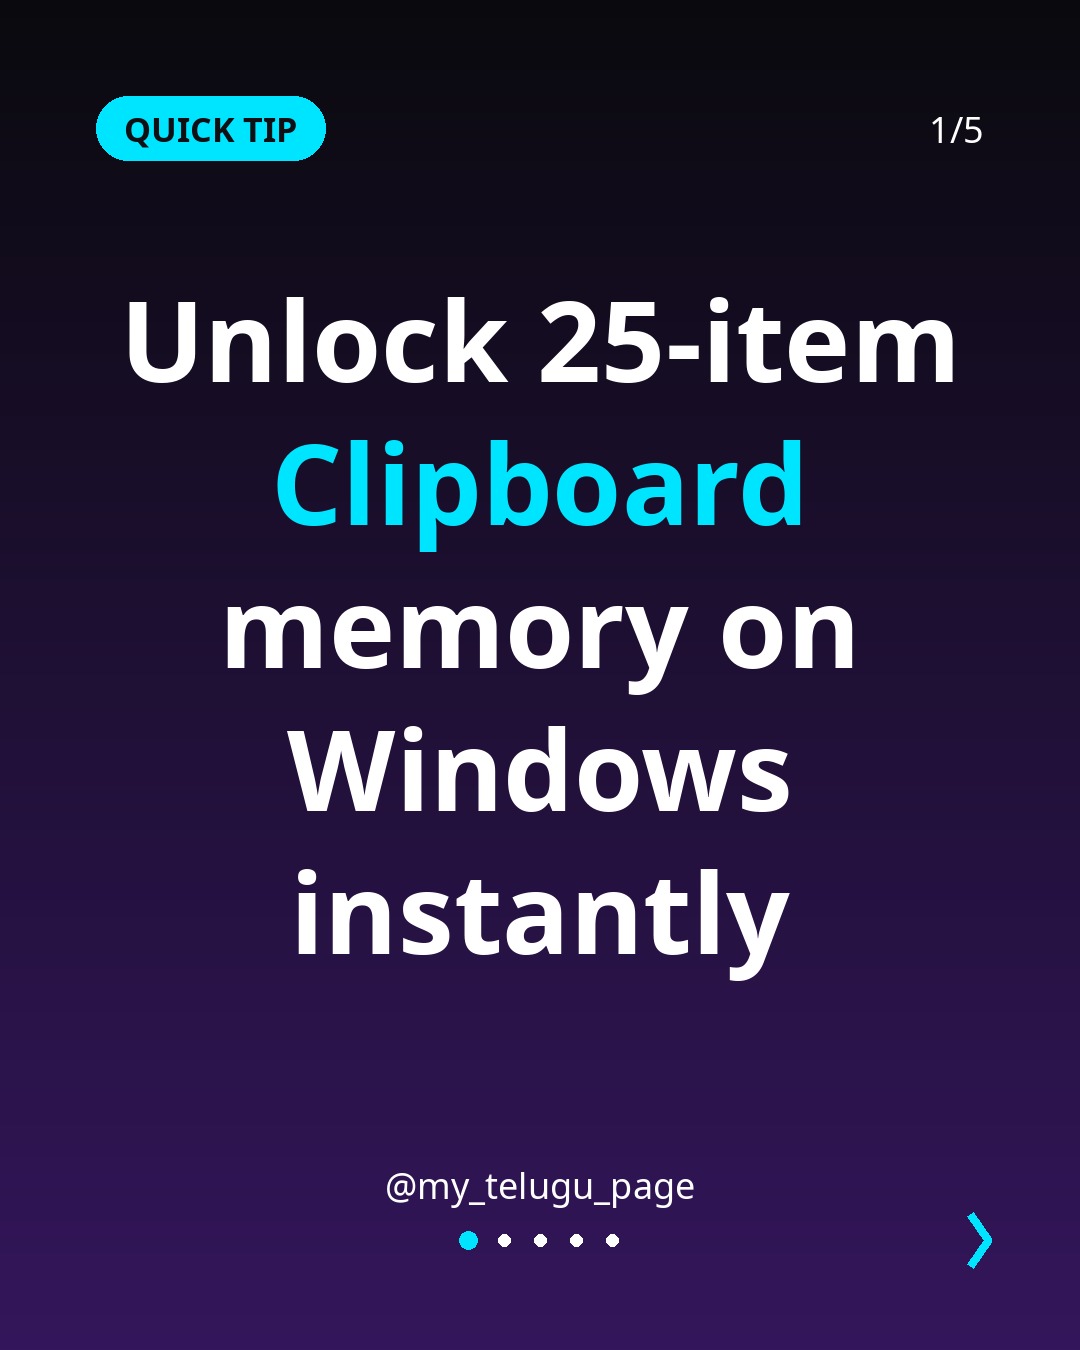 QUICK TIP
1/5
Unlock 25-item
Clipboard
memory on
Windows
instantly
@my_telugu_page